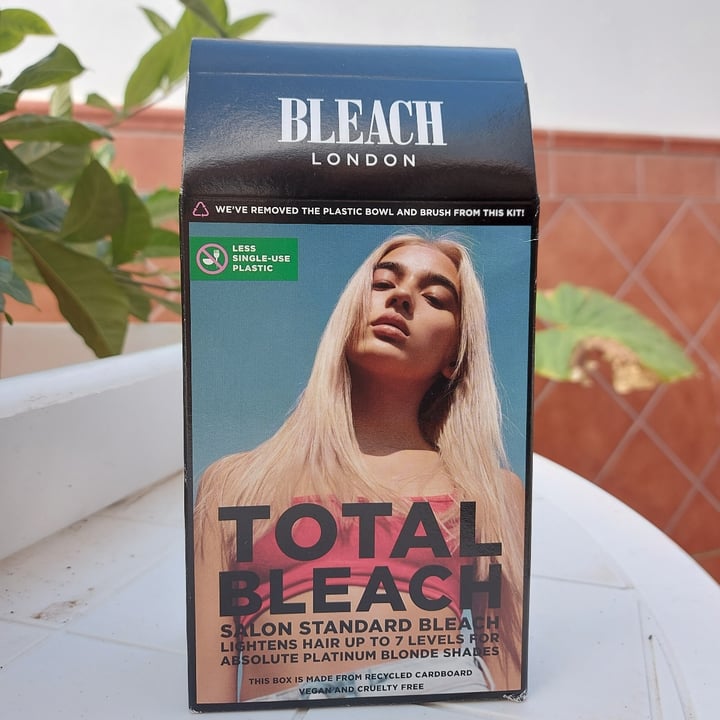 BLEACH
LONDON
WE'VE REMOVED THE PLASTIC BOWL AND BRUSH FROM THIS KIT!
LESS
SINGLE-USE
PLASTIC
TOTAL
BLEACH
SALON STANDARD BLEACH
LIGHTENS HAIR UP TO 7 LEVELS FOR
ABSOLUTE PLATINUM BLONDE SHADES
THIS BOX IS MADE FROM RECYCLED CARDBOARD
VEGAN AND CRUELTY FREE